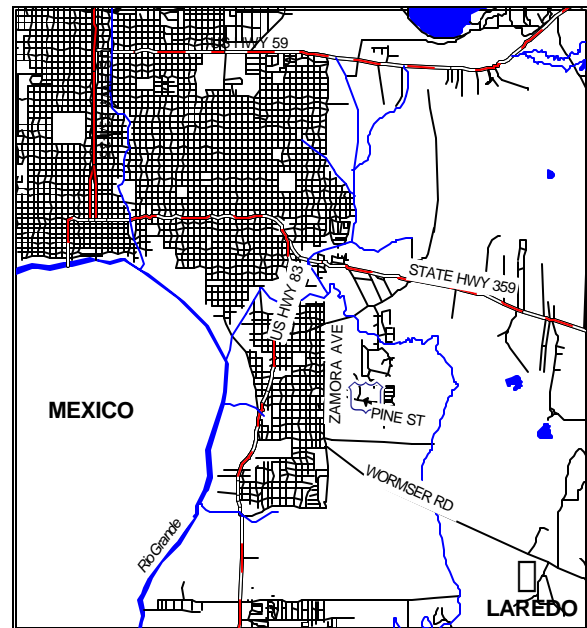 US HWY 59
STATE HWY 359
US HWY 83
ZAMORA AVE
MEXICO
PINE ST
WORMSER RD
Rio Grande
LAREDO